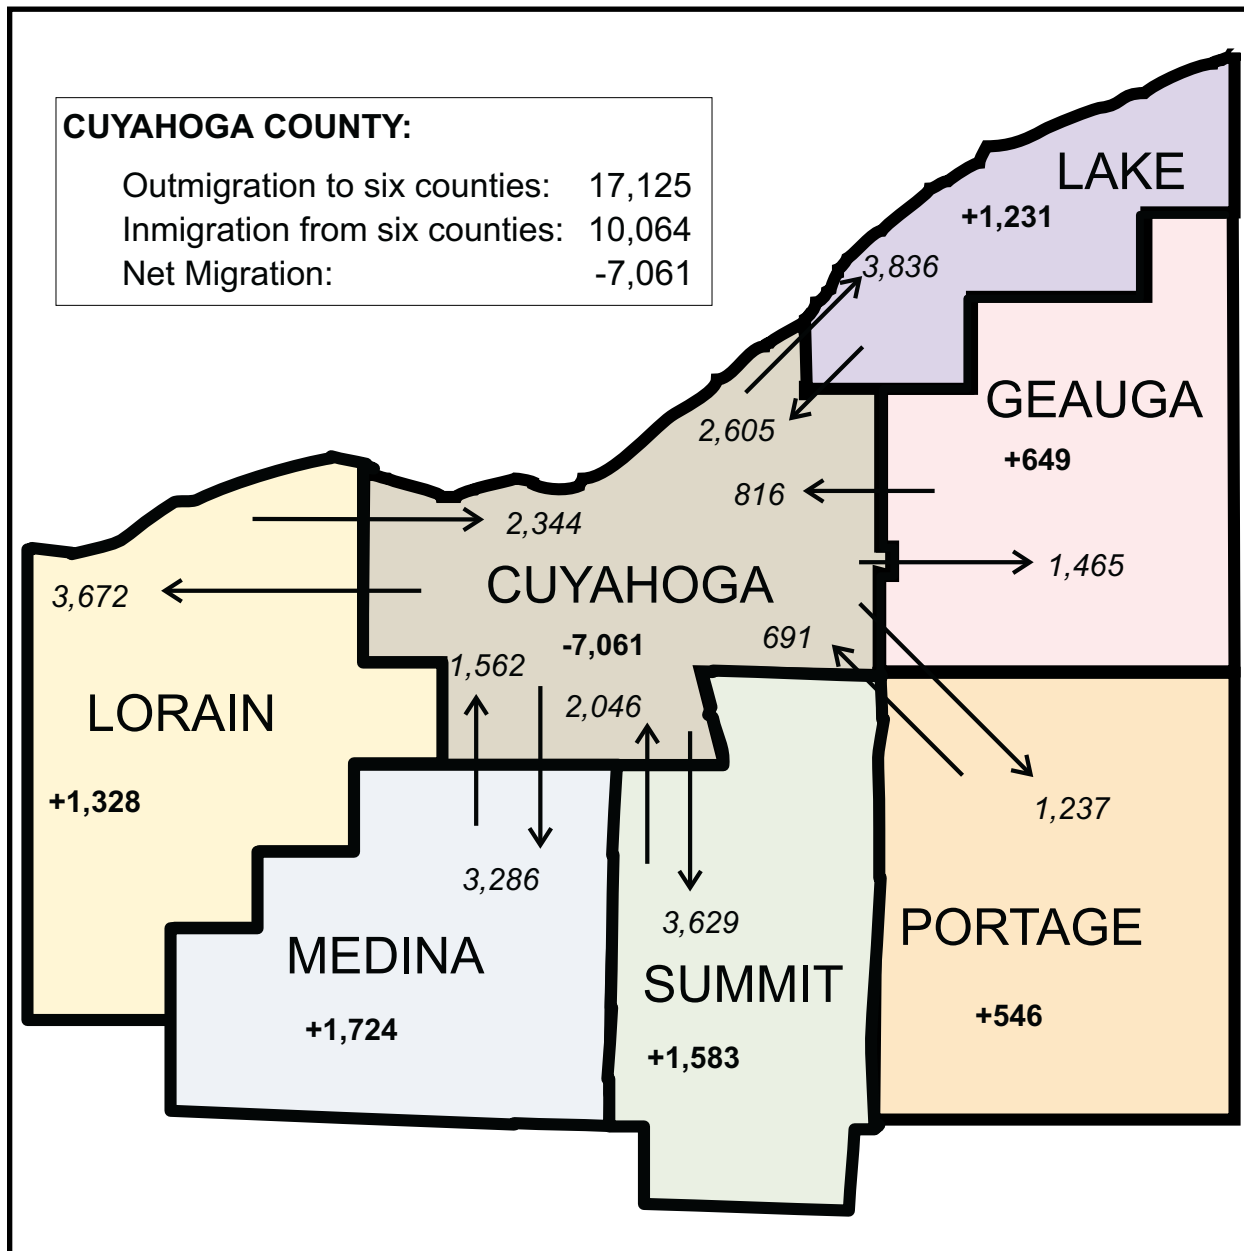 CUYAHOGA COUNTY:
Outmigration to six counties: 17,125
Inmigration from six counties: 10,064
Net Migration: -7,061
LAKE
+1,231
3,836
GEAUGA
2,605
+649
816
2,344
1,465
CUYAHOGA
3,672
-7,061
691
1,562
2,046
LORAIN
+1,328
1,237
3,286
3,629
PORTAGE
MEDINA
SUMMIT
+546
+1,724
+1,583